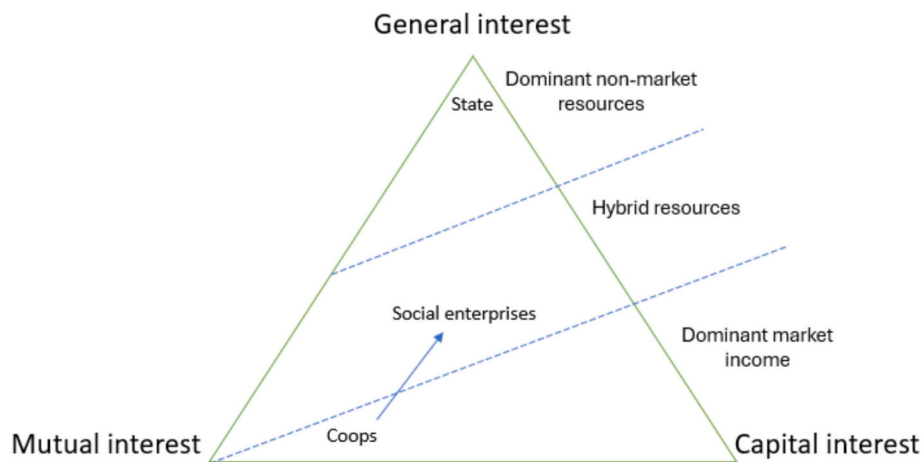 General interest
Dominant non-market
resources
State
Hybrid resources
Social enterprises
Dominant market
income
Coops
Mutual interest
Capital interest